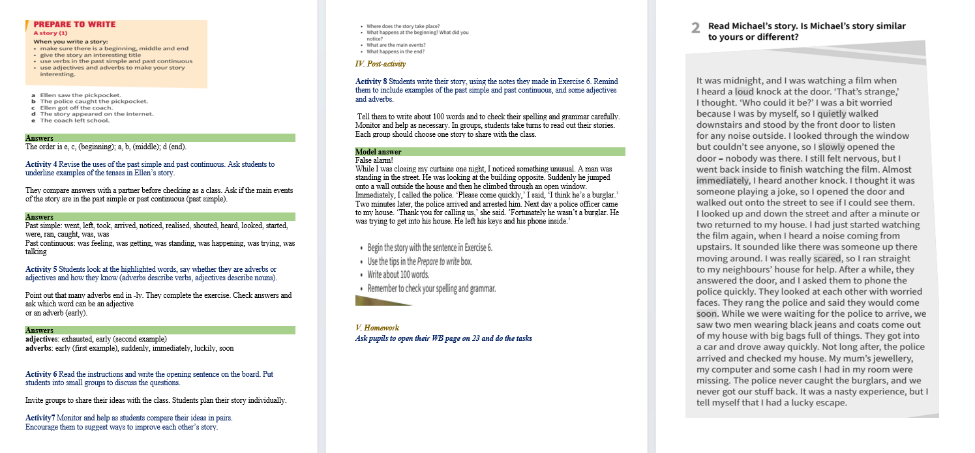 PREPARE TO WRITE
A story (1)
When you write a story:
• make sure there is a beginning, middle and end
• give the story an interesting title
• use verbs in the past simple and past continuous
• use adjectives and adverbs to make your story
interesting.
a Ellen saw the pickpocket.
b The police caught the pickpocket.
c Ellen got off the coach.
d The story appeared on the Internet.
e The coach left school.
Answers
The order is e, c, (beginning); a, b, (middle); d (end).
Activity 4 Revise the uses of the past simple and past continuous. Ask students to
underline examples of the tenses in Ellen's story.
They compare answers with a partner before checking as a class. Ask if the main events
of the story are in the past simple or past continuous (past simple).
Answers
Past simple: went, left, took, arrived, noticed, realised, shouted, heard, looked, started,
were, ran, caught, was, was
Past continuous: was feeling, was getting, was standing, was happening, was trying, was
talking
Activity 5 Students look at the highlighted words, say whether they are adverbs or
adjectives and how they know (adverbs describe verbs, adjectives describe nouns).
Point out that many adverbs end in -ly. They complete the exercise. Check answers and
ask which word can be an adjective
or an adverb (early).
Answers
adjectives: exhausted, early (second example)
adverbs: early (first example), suddenly, immediately, luckily, soon
Activity 6 Read the instructions and write the opening sentence on the board. Put
students into small groups to discuss the questions.
Invite groups to share their ideas with the class. Students plan their story individually.
Activity7 Monitor and help as students compare their ideas in pairs.
Encourage them to suggest ways to improve each other's story.
• Where does the story take place?
• What happens at the beginning? What did you
notice?
• What are the main events?
• What happens in the end?
IV. Post-activity
Activity 8 Students write their story, using the notes they made in Exercise 6. Remind
them to include examples of the past simple and past continuous, and some adjectives
and adverbs.
Tell them to write about 100 words and to check their spelling and grammar carefully.
Monitor and help as necessary. In groups, students take turns to read out their stories.
Each group should choose one story to share with the class.
Model answer
False alarm!
While I was closing my curtains one night, I noticed something unusual. A man was
standing in the street. He was looking at the building opposite. Suddenly he jumped
onto a wall outside the house and then he climbed through an open window.
Immediately, I called the police. 'Please come quickly,' I said, 'I think he's a burglar.'
Two minutes later, the police arrived and arrested him. Next day a police officer came
to my house. 'Thank you for calling us,' she said. 'Fortunately he wasn't a burglar. He
was trying to get into his house. He left his keys and his phone inside.'
• Begin the story with the sentence in Exercise 6.
• Use the tips in the Prepare to write box.
• Write about 100 words.
• Remember to check your spelling and grammar.
V. Homework
Ask pupils to open their WB page on 23 and do the tasks
2 Read Michael's story. Is Michael's story similar
to yours or different?
It was midnight, and I was watching a film when
I heard a loud knock at the door. 'That's strange,'
I thought. 'Who could it be?' I was a bit worried
because I was by myself, so I quietly walked
downstairs and stood by the front door to listen
for any noise outside. I looked through the window
but couldn't see anyone, so I slowly opened the
door – nobody was there. I still felt nervous, but I
went back inside to finish watching the film. Almost
immediately, I heard another knock. I thought it was
someone playing a joke, so I opened the door and
walked out onto the street to see if I could see them.
I looked up and down the street and after a minute or
two returned to my house. I had just started watching
the film again, when I heard a noise coming from
upstairs. It sounded like there was someone up there
moving around. I was really scared, so I ran straight
to my neighbours' house for help. After a while, they
answered the door, and I asked them to phone the
police quickly. They looked at each other with worried
faces. They rang the police and said they would come
soon. While we were waiting for the police to arrive, we
saw two men wearing black jeans and coats come out
of my house with big bags full of things. They got into
a car and drove away quickly. Not long after, the police
arrived and checked my house. My mum's jewellery,
my computer and some cash I had in my room were
missing. The police never caught the burglars, and we
never got our stuff back. It was a nasty experience, but I
tell myself that I had a lucky escape.